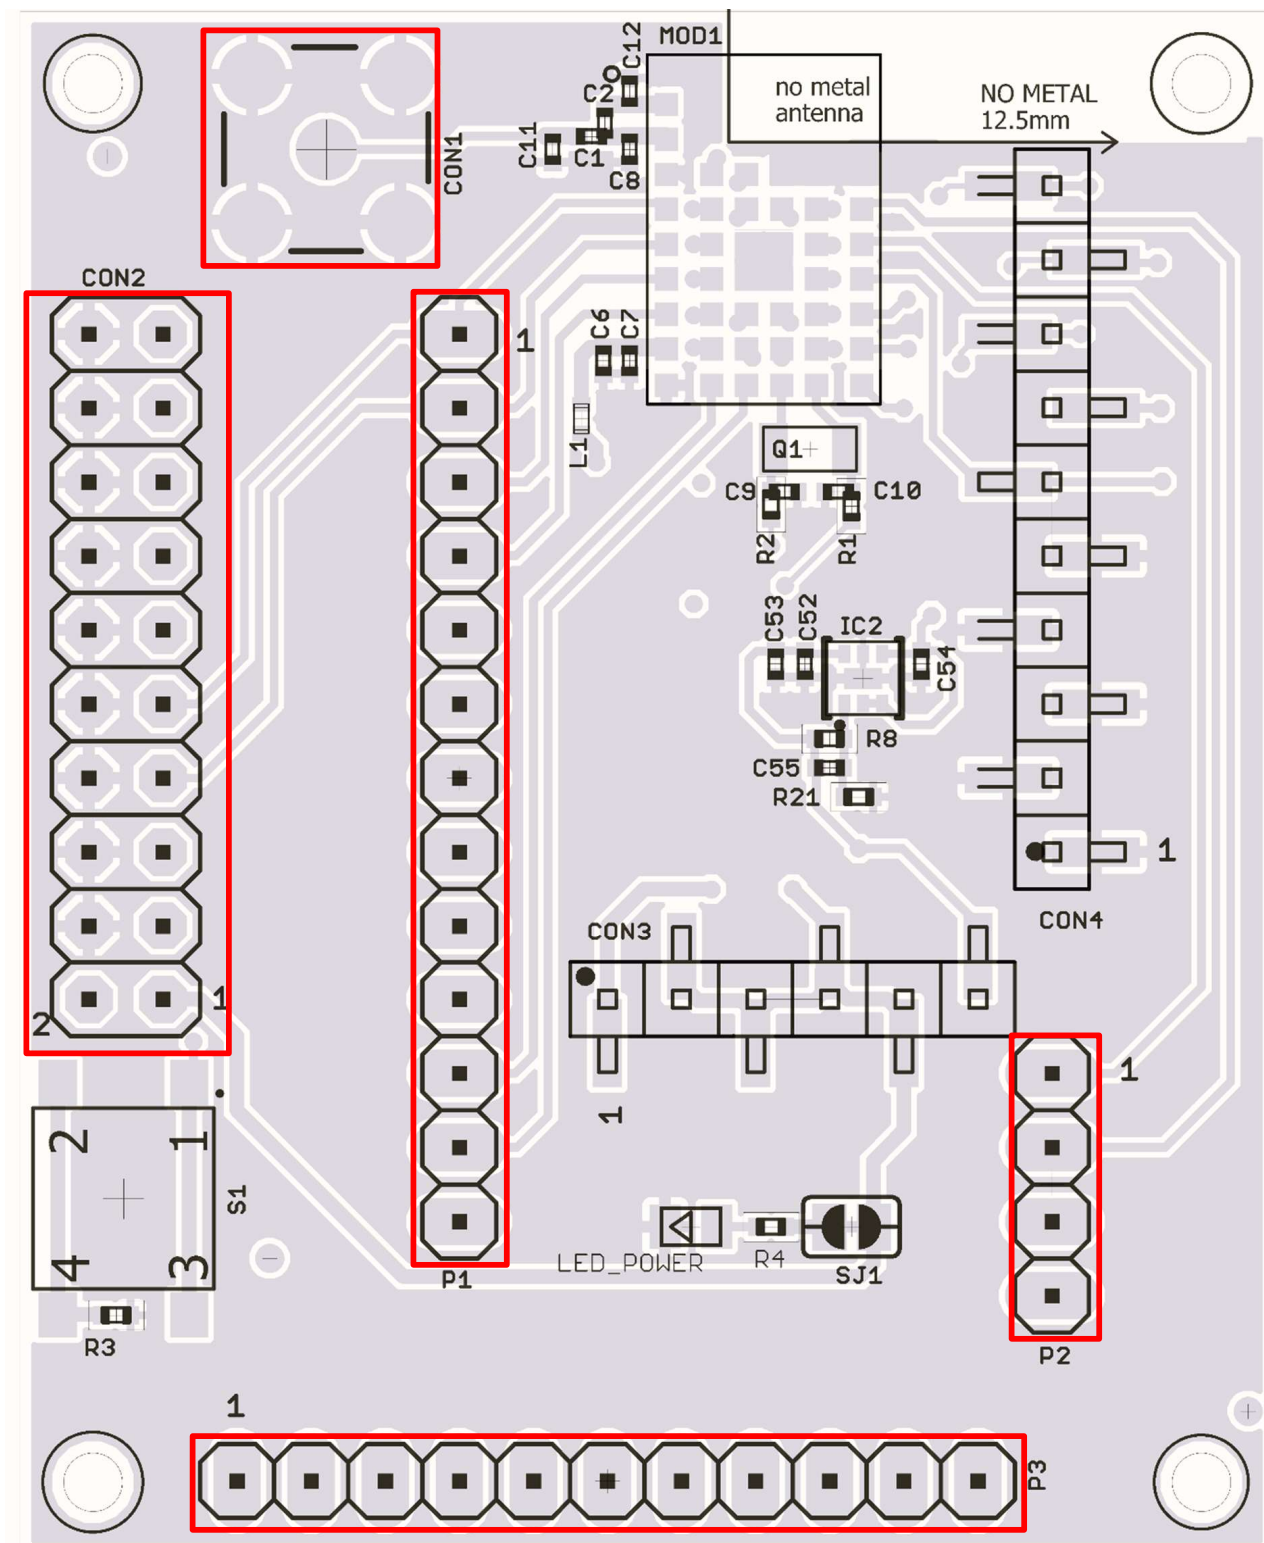 MOD1
C12
C2
no metal
antenna
NO METAL
12.5mm
C11
C1
C8
CON1
CON2
1
C6
C7
L1
Q1
C9
C10
R2
R1
C53
C52
IC2
C54
R8
C55
R21
1
CON4
CON3
1
2
1
1
2
1
S1
4
3
LED_POWER
R4
SJ1
P1
R3
P2
1
P3